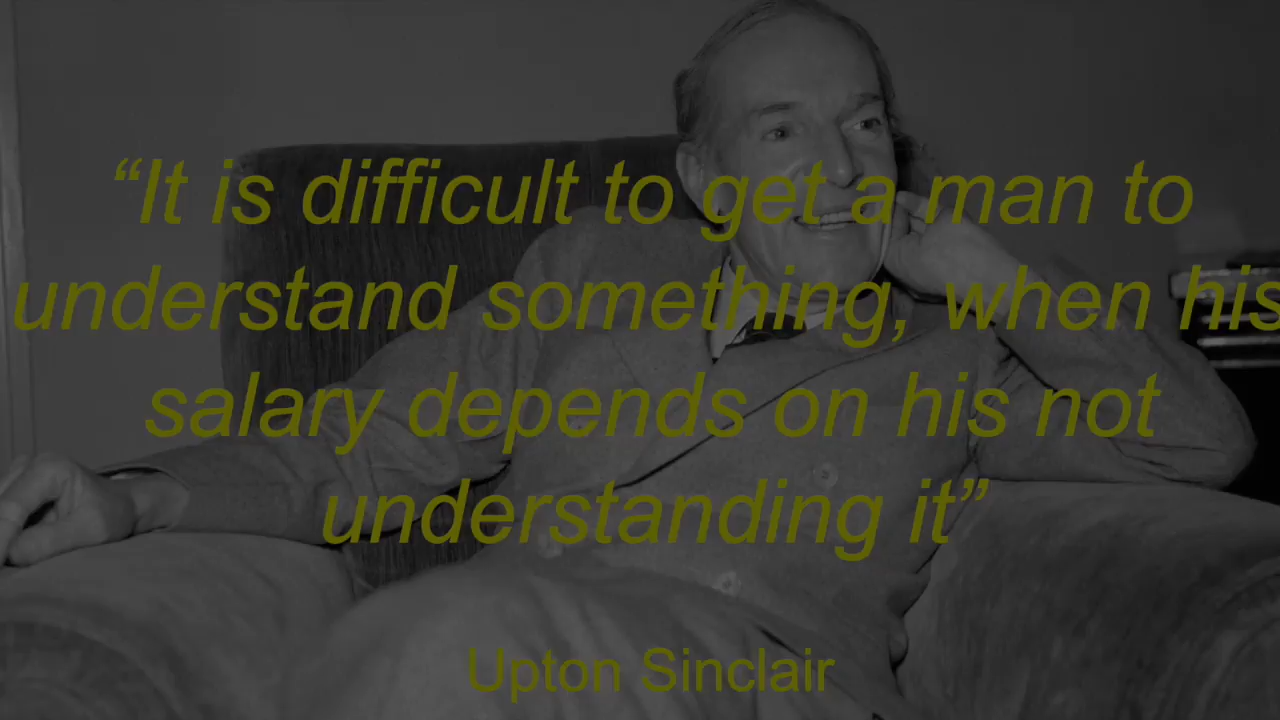 “It is difficult to get a man to
understand something, when his
salary depends on his not
understanding it”
Upton Sinclair